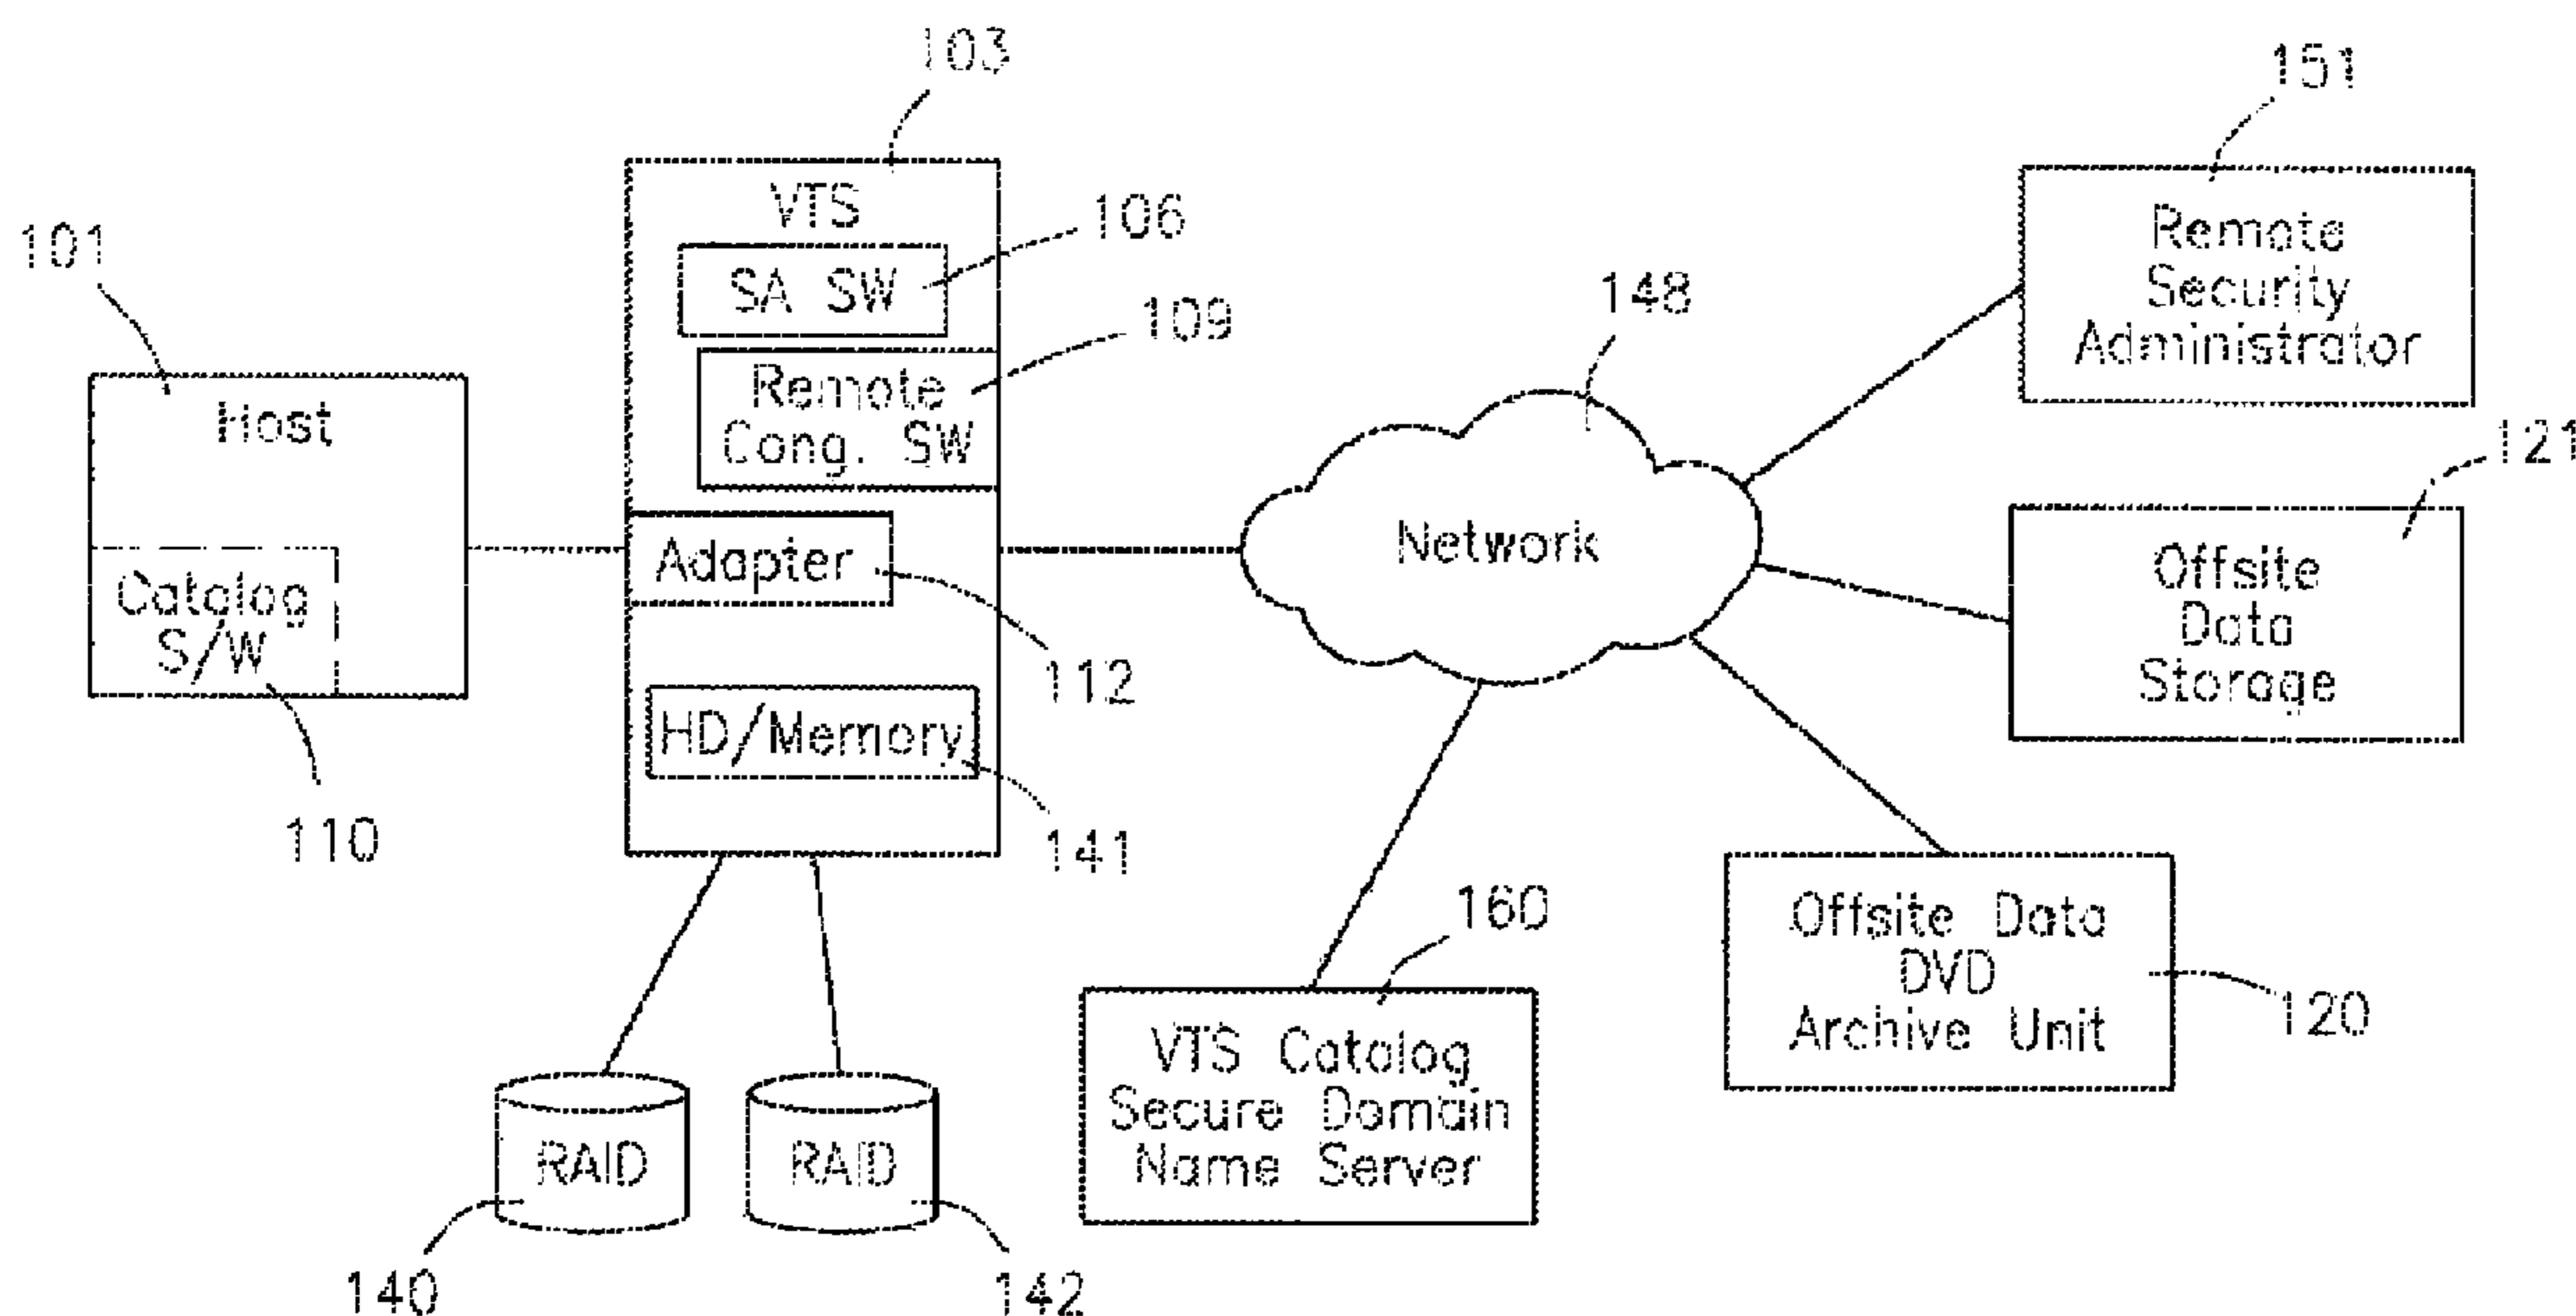 103
151
VTS
106
SA SW
101
109
Remote
Cong. SW
148
Remote
Security
Administrator
Host
121
Network
Adapter
Offsite
Data
Storage
Catalog
S/W
112
HD/Memory
110
141
160
Offsite Data
DVD
Archive Unit
120
VTS Catalog
Secure Domain
Name Server
RAID
RAID
140
142